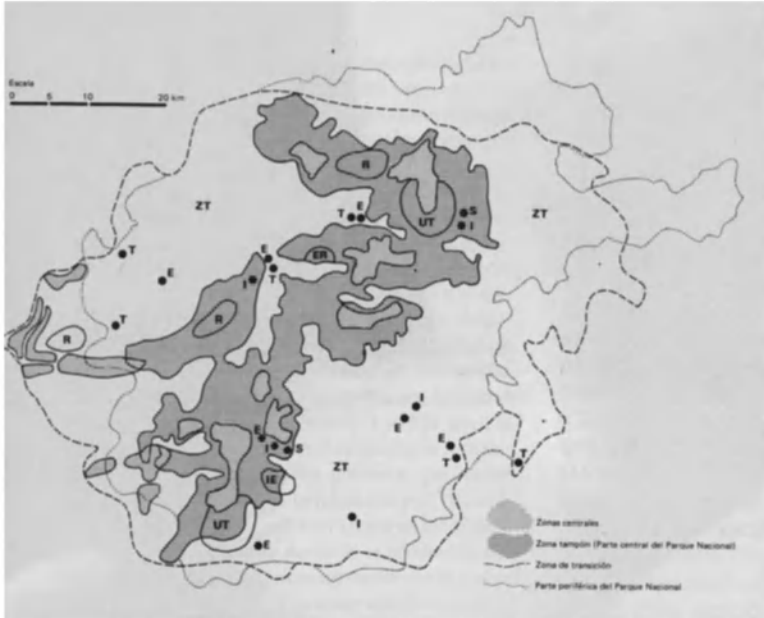 Escala
0 5 10 20 km
R
ZT
UT
S
I
ZT
T E
T
E
ER
E
I
T
E
R
T
R
I
E
E
T
T
E
I
S
ZT
IE
UT
I
E
Zonas centrales
Zona tampón (Parte central del Parque Nacional)
Zona de transición
Parte periférica del Parque Nacional